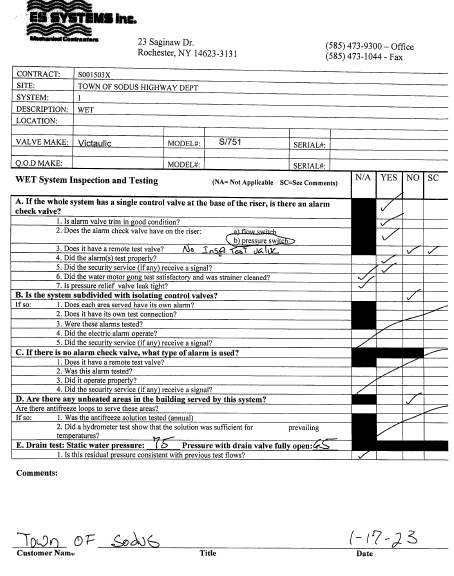 ES SYSTEMS Inc.
Mechanical Contractors
23 Saginaw Dr.
Rochester, NY 14623-3131
(585) 473-9300 – Office
(585) 473-1044 - Fax
CONTRACT: S001503X
SITE: TOWN OF SODUS HIGHWAY DEPT
SYSTEM: 1
DESCRIPTION: WET
LOCATION:
VALVE MAKE: Victaulic MODEL#: S/751 SERIAL#:
Q.O.D MAKE: MODEL#: SERIAL#:
WET System Inspection and Testing (NA= Not Applicable SC=See Comments) N/A YES NO SC
A. If the whole system has a single control valve at the base of the riser, is there an alarm
check valve?
1. Is alarm valve trim in good condition?
2. Does the alarm check valve have on the riser: a) flow switch
b) pressure switch
3. Does it have a remote test valve? No Insp Test valve
4. Did the alarm(s) test properly?
5. Did the security service (if any) receive a signal?
6. Did the water motor gong test satisfactory and was strainer cleaned?
7. Is pressure relief valve leak tight?
B. Is the system subdivided with isolating control valves?
If so: 1. Does each area served have its own alarm?
2. Does it have its own test connection?
3. Were these alarms tested?
4. Did the electric alarm operate?
5. Did the security service (if any) receive a signal?
C. If there is no alarm check valve, what type of alarm is used?
1. Does it have a remote test valve?
2. Was this alarm tested?
3. Did it operate properly?
4. Did the security service (if any) receive a signal?
D. Are there any unheated areas in the building served by this system?
Are there antifreeze loops to serve these areas?
If so: 1. Was the antifreeze solution tested (annual)
2. Did a hydrometer test show that the solution was sufficient for prevailing
temperatures?
E. Drain test: Static water pressure: 75 Pressure with drain valve fully open: 65
1. Is this residual pressure consistent with previous test flows?
Comments:
Town OF Sodus 1-17-23
Customer Name Title Date